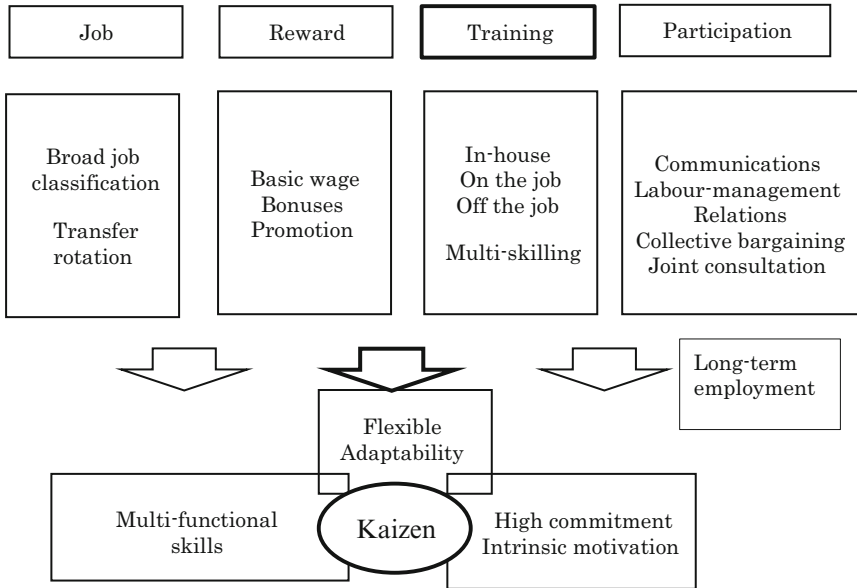 Job
Reward
Training
Participation
Broad job
classification
Transfer
rotation
Basic wage
Bonuses
Promotion
In-house
On the job
Off the job
Multi-skilling
Communications
Labour-management
Relations
Collective bargaining
Joint consultation
Long-term
employment
Flexible
Adaptability
Multi-functional
skills
Kaizen
High commitment
Intrinsic motivation